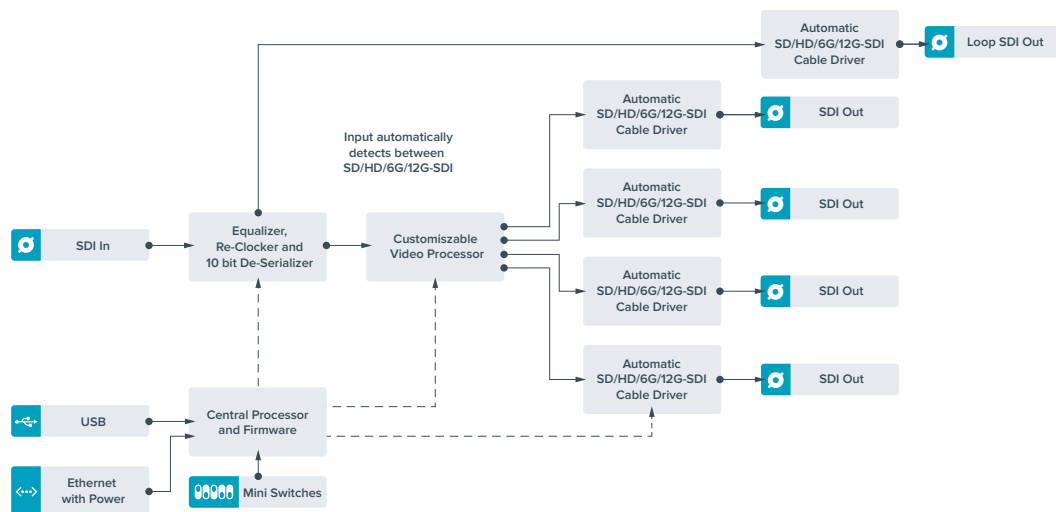 Automatic
SD/HD/6G/12G-SDI
Cable Driver
Loop SDI Out
Automatic
SD/HD/6G/12G-SDI
Cable Driver
SDI Out
Input automatically
detects between
SD/HD/6G/12G-SDI
Automatic
SD/HD/6G/12G-SDI
Cable Driver
SDI Out
SDI In
Equalizer,
Re-Clocker and
10 bit De-Serializer
Customiszable
Video Processor
Automatic
SD/HD/6G/12G-SDI
Cable Driver
SDI Out
Automatic
SD/HD/6G/12G-SDI
Cable Driver
SDI Out
USB
Central Processor
and Firmware
Ethernet
with Power
Mini Switches